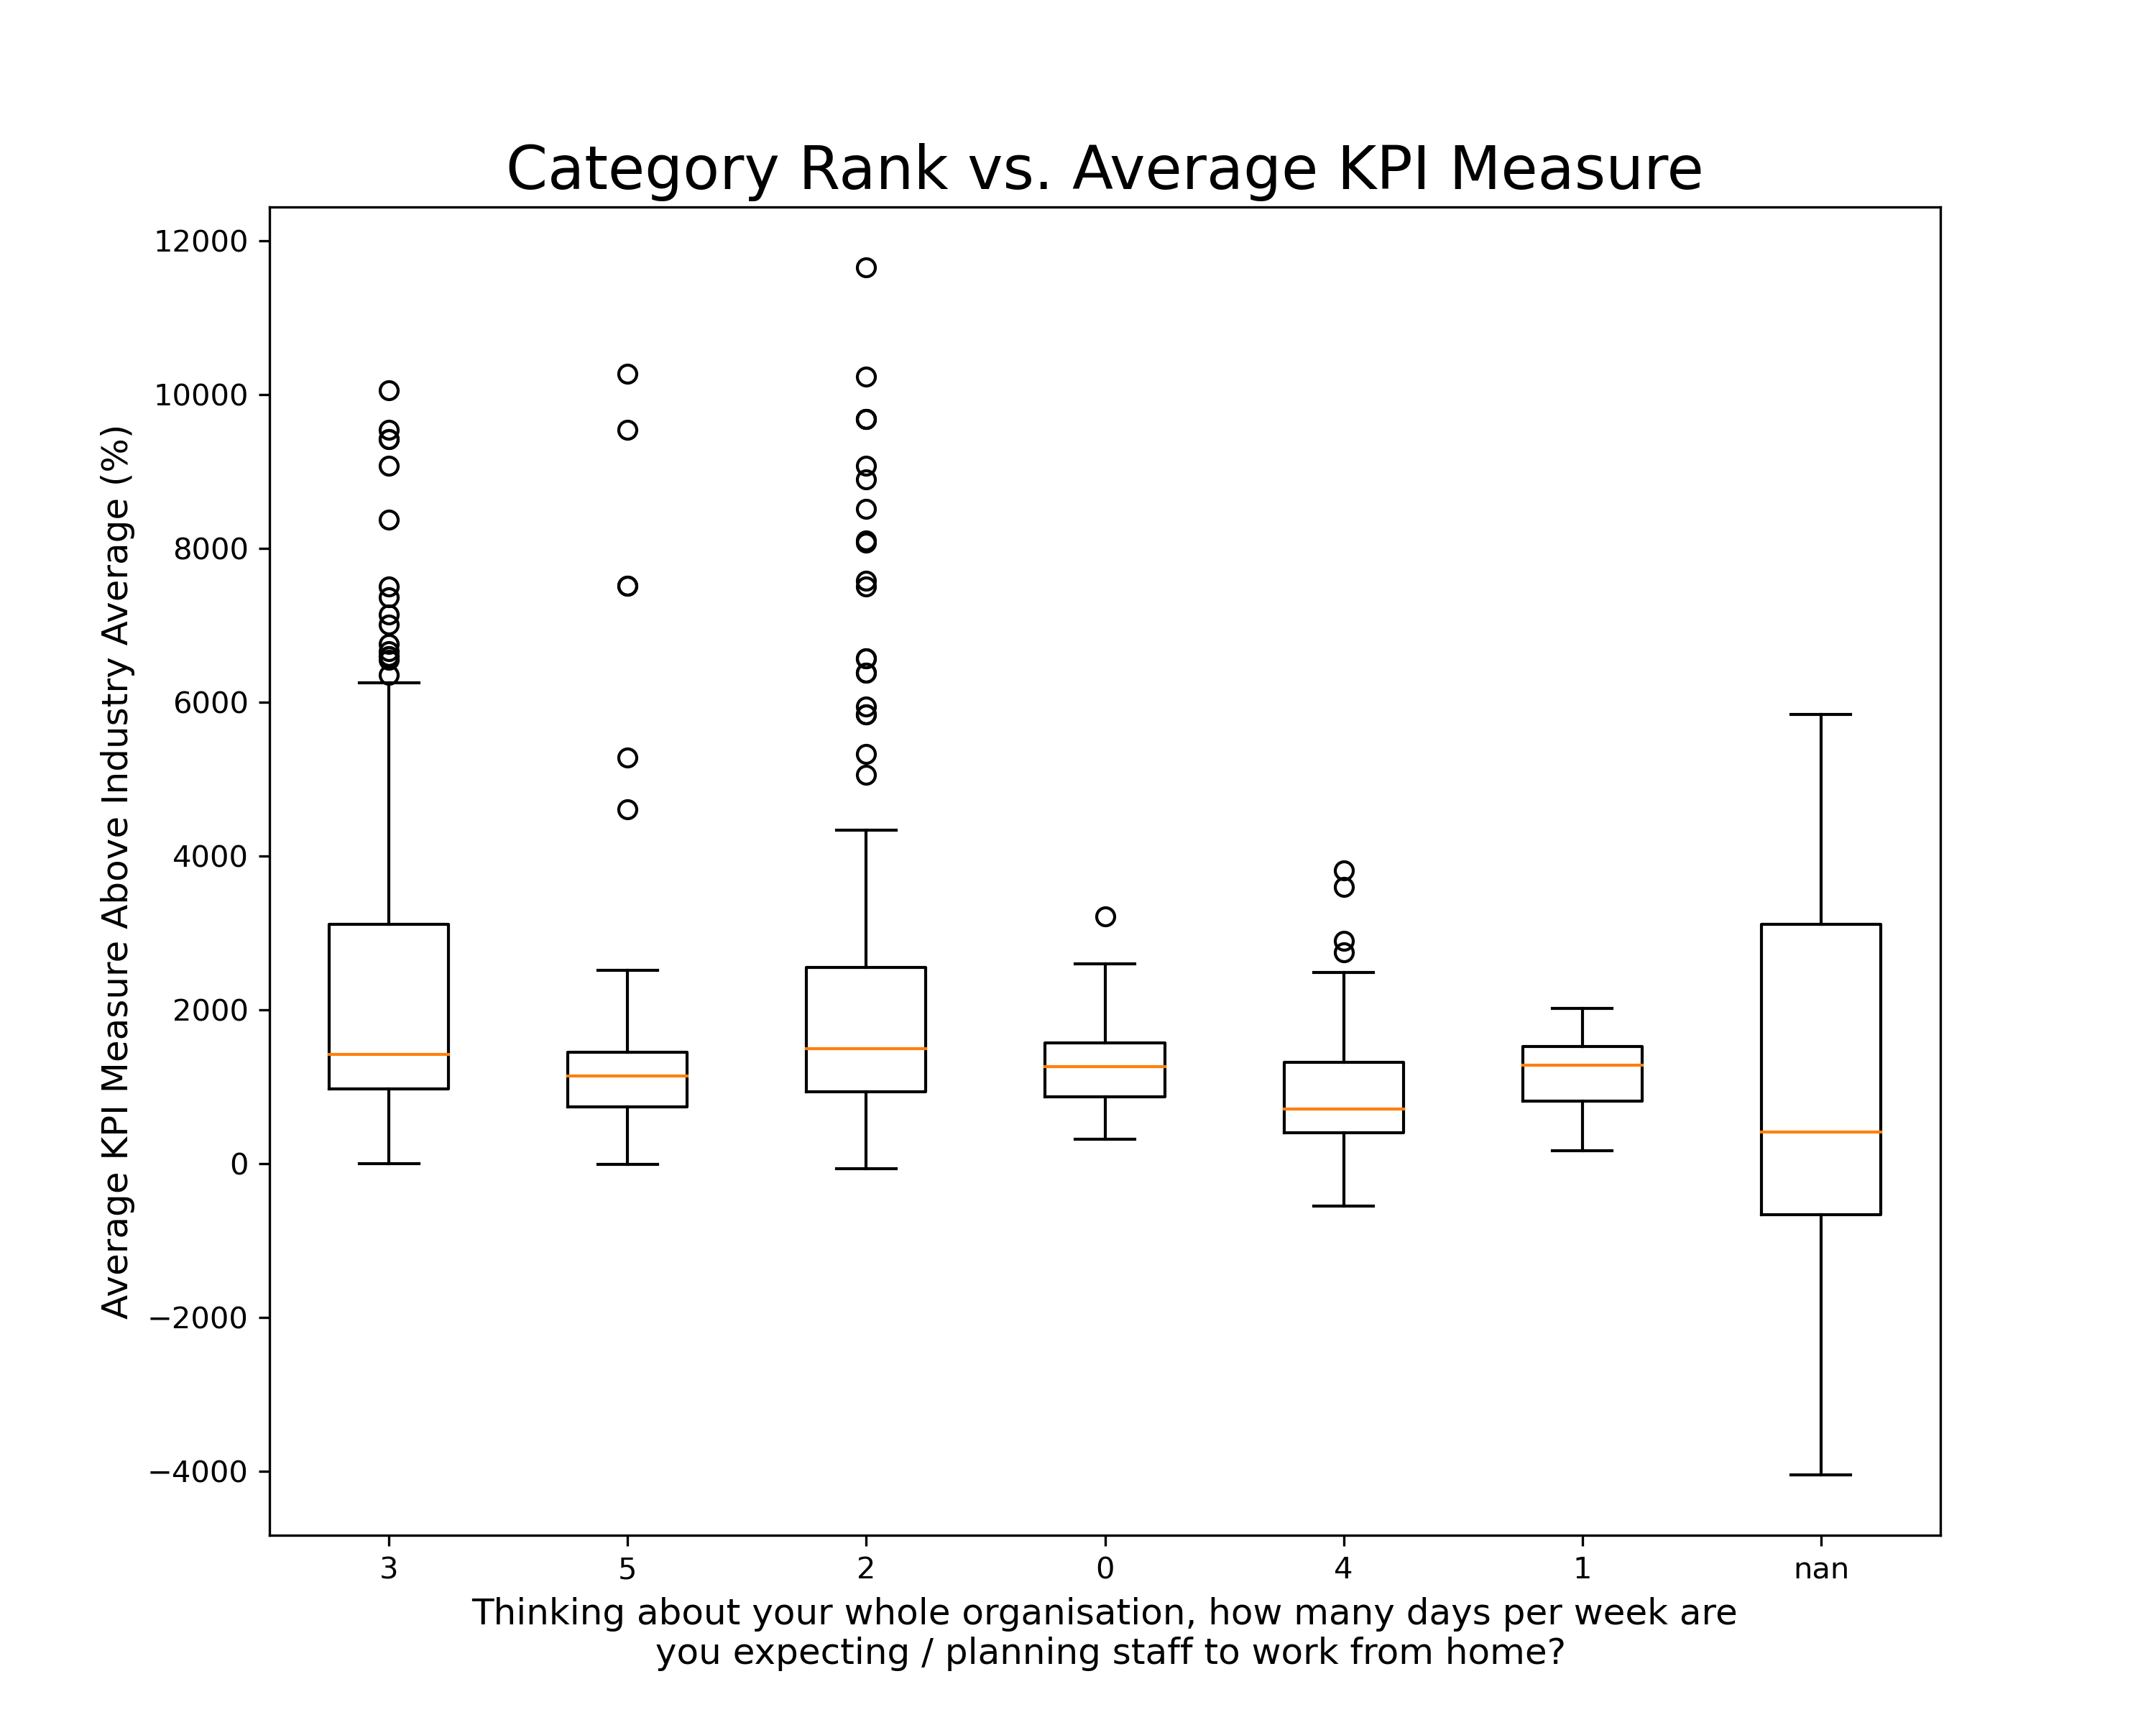 Category Rank vs. Average KPI Measure
Average KPI Measure Above Industry Average (%)
12000
10000
8000
6000
4000
2000
0
−2000
−4000
3 5 2 0 4 1 nan
Thinking about your whole organisation, how many days per week are
you expecting / planning staff to work from home?